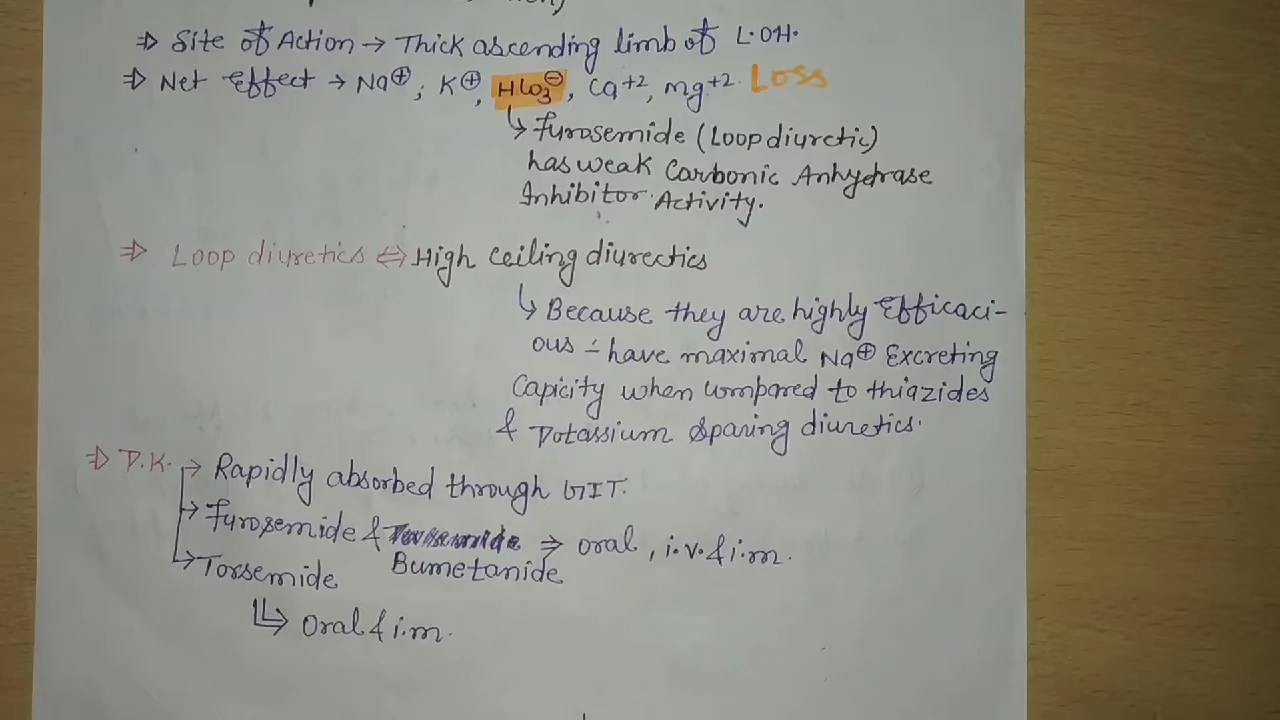 ⇒ Site of Action → Thick ascending limb of L.OH.
⇒ Net Effect → Na⊕, K⊕, HCO3⊖, Ca+2, mg+2. Loss
↳ Furosemide (Loop diuretic)
has weak Carbonic Anhydrase
Inhibitor Activity.
⇒ Loop diuretics ⇔ High ceiling diurectics
↳ Because they are highly Efficaci-
ous ÷ have maximal Na⊕ Excreting
Capicity when compared to thiazides
& Potassium sparing diuretics.
⇒ P.K. → Rapidly absorbed through GIT.
→ Furosemide & Bumetanide ⇒ oral, i.v. & i.m.
→ Torsemide
↳ Oral & i.m.